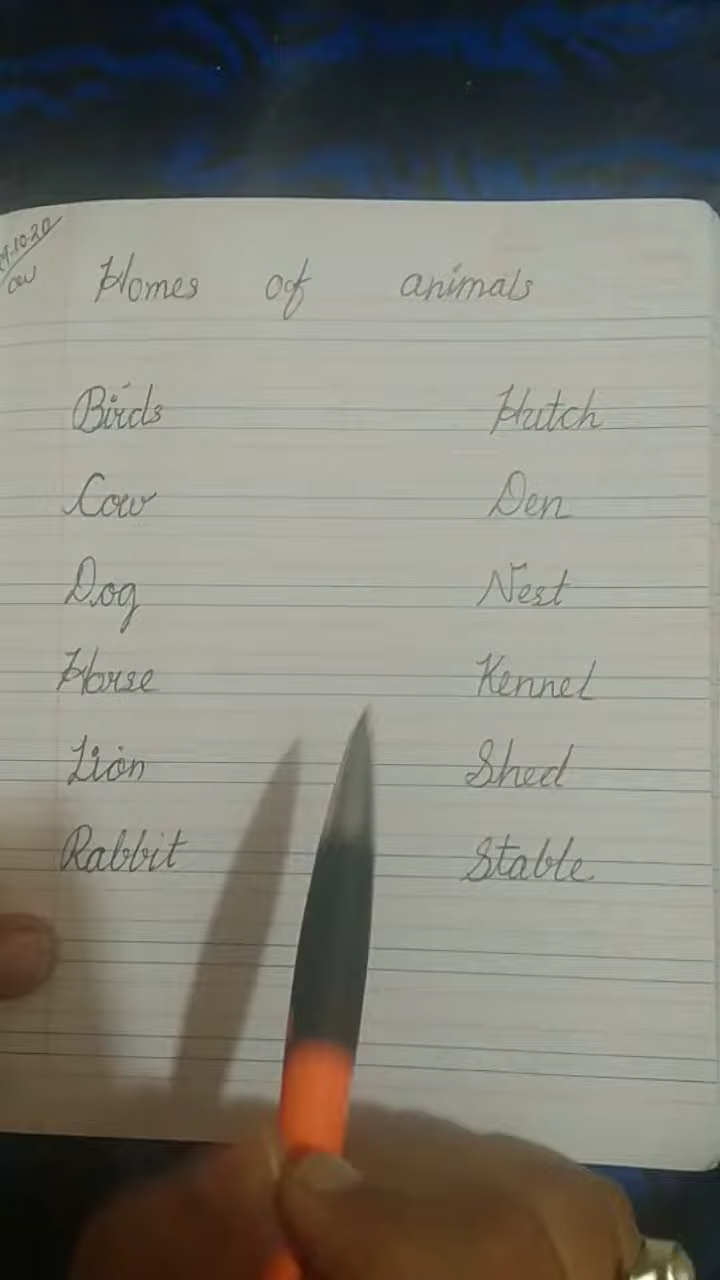 Homes of animals
Birds Hutch
Cow Den
Dog Nest
Horse Kennel
Lion Shed
Rabbit Stable